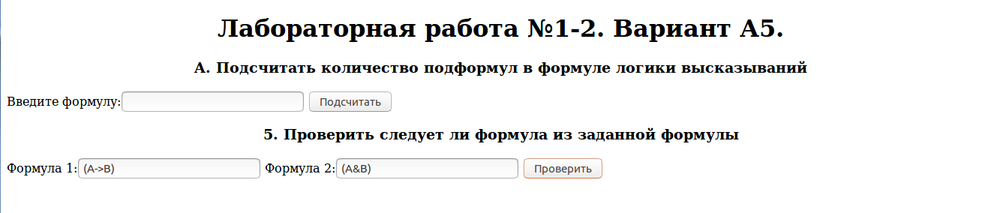 Лабораторная работа №1-2. Вариант А5.
А. Подсчитать количество подформул в формуле логики высказываний
Введите формулу: Подсчитать
5. Проверить следует ли формула из заданной формулы
Формула 1: (A->B) Формула 2: (A&B) Проверить